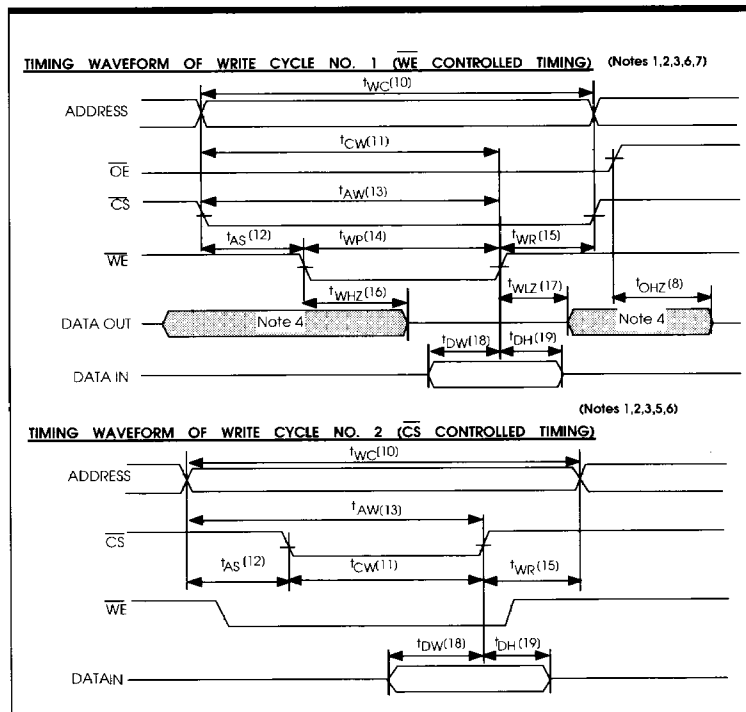 TIMING WAVEFORM OF WRITE CYCLE NO. 1 (WE CONTROLLED TIMING) (Notes 1,2,3,6,7)
tWC(10)
ADDRESS
tCW(11)
OE
tAW(13)
CS
tAS(12) tWP(14) tWR(15)
WE
tWHZ(16) tWLZ(17) tOHZ(8)
DATA OUT Note 4 Note 4
tDW(18) tDH(19)
DATA IN
(Notes 1,2,3,5,6)
TIMING WAVEFORM OF WRITE CYCLE NO. 2 (CS CONTROLLED TIMING)
tWC(10)
ADDRESS
tAW(13)
CS
tAS(12) tCW(11) tWR(15)
WE
tDW(18) tDH(19)
DATAIN